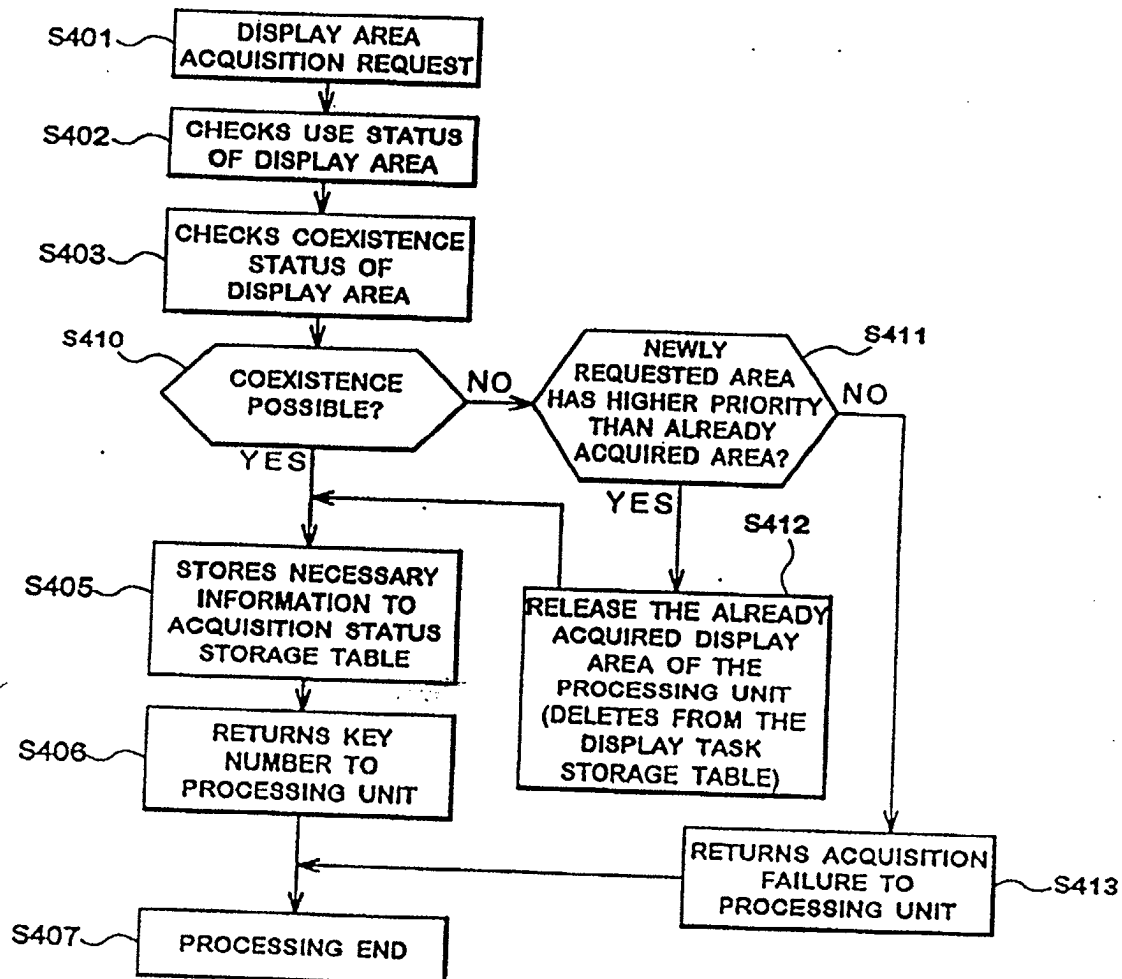 S401
DISPLAY AREA
ACQUISITION REQUEST
S402
CHECKS USE STATUS
OF DISPLAY AREA
S403
CHECKS COEXISTENCE
STATUS OF
DISPLAY AREA
S410
COEXISTENCE
POSSIBLE?
NO
YES
S411
NEWLY
REQUESTED AREA
HAS HIGHER PRIORITY
THAN ALREADY
ACQUIRED AREA?
NO
YES
S412
RELEASE THE ALREADY
ACQUIRED DISPLAY
AREA OF THE
PROCESSING UNIT
(DELETES FROM THE
DISPLAY TASK
STORAGE TABLE)
S405
STORES NECESSARY
INFORMATION TO
ACQUISITION STATUS
STORAGE TABLE
S406
RETURNS KEY
NUMBER TO
PROCESSING UNIT
RETURNS ACQUISITION
FAILURE TO
PROCESSING UNIT
S413
S407
PROCESSING END